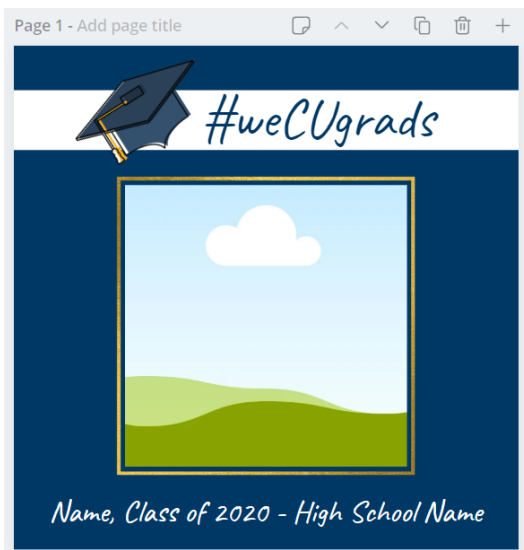 Page 1 - Add page title
#weCUgrads
Name, Class of 2020 - High School Name